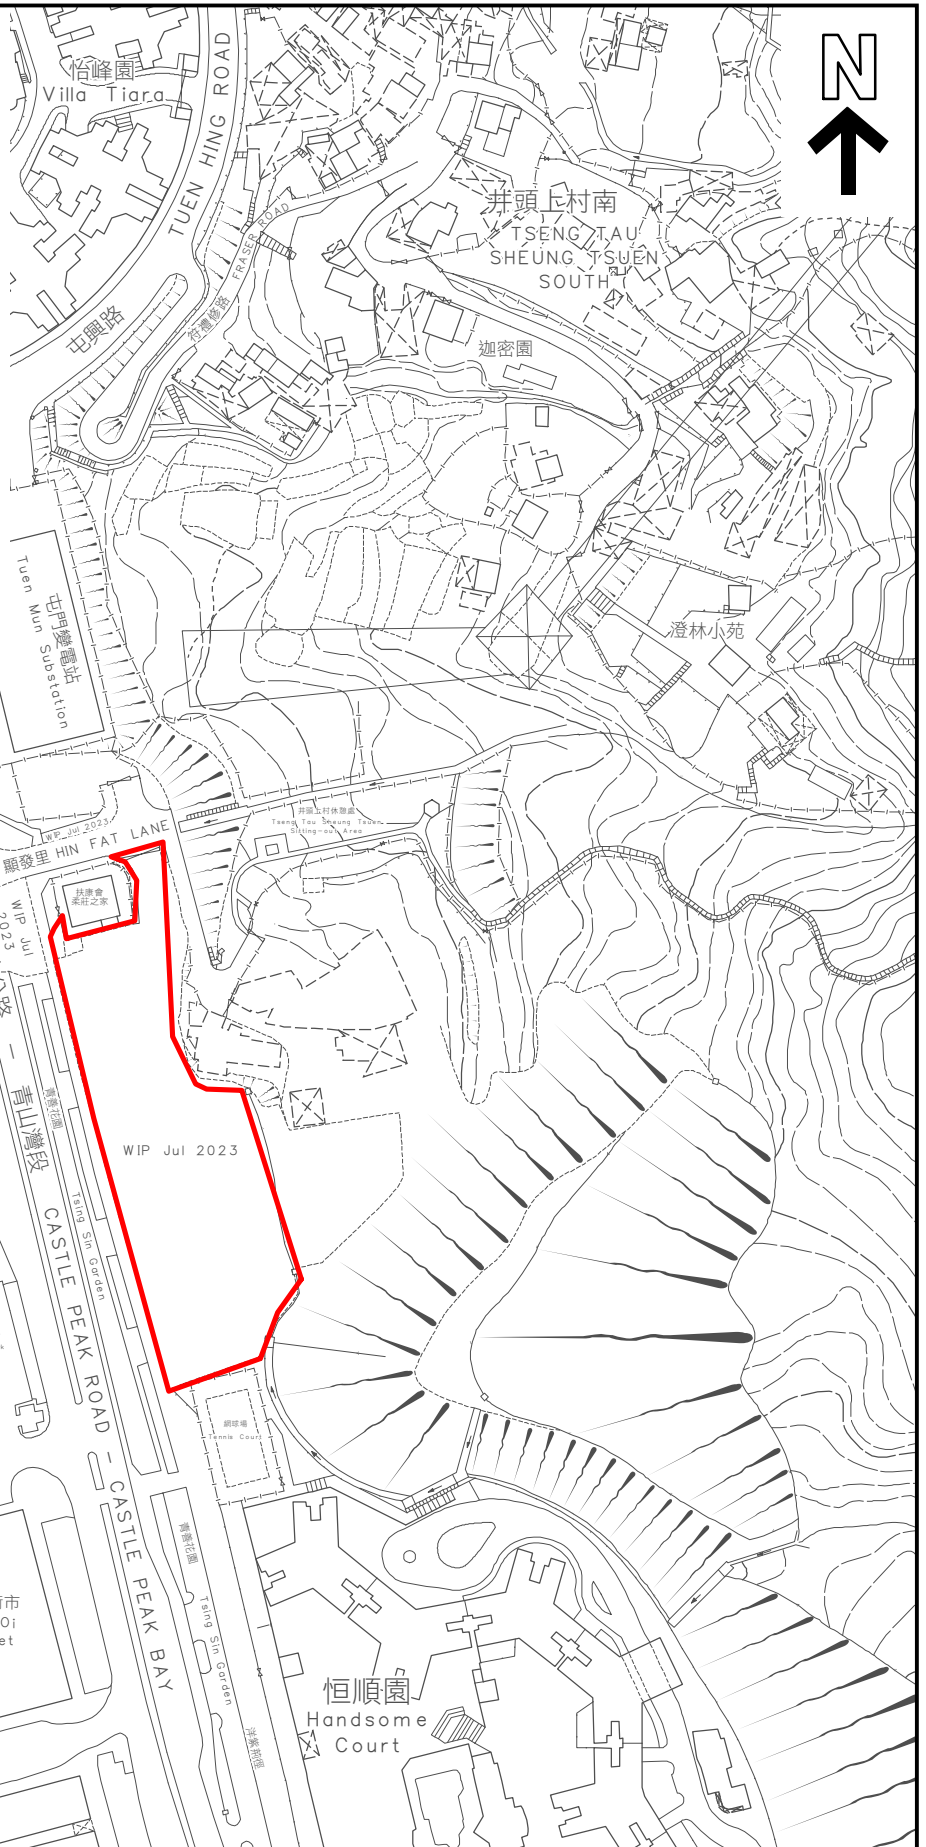 N
怡峰園
Villa Tiara
TUEN HING ROAD
屯興路
符禮修路 FRASER ROAD
井頭上村南
TSENG TAU
SHEUNG TSUEN
SOUTH
迦密園
屯門變電站
Tuen Mun Substation
澄林小苑
井頭上村休憩處
Tseng Tau Sheung Tsuen
Sitting-out Area
WIP Jul 2023
顯發里 HIN FAT LANE
扶康會
柔莊之家
WIP Jul
2023
青山灣段
CASTLE PEAK ROAD - CASTLE PEAK BAY
青善花園
Tsing Sin Garden
WIP Jul 2023
網球場
Tennis Court
青善花園
Tsing Sin Garden
恒順園
Handsome
Court
洋紫荊徑